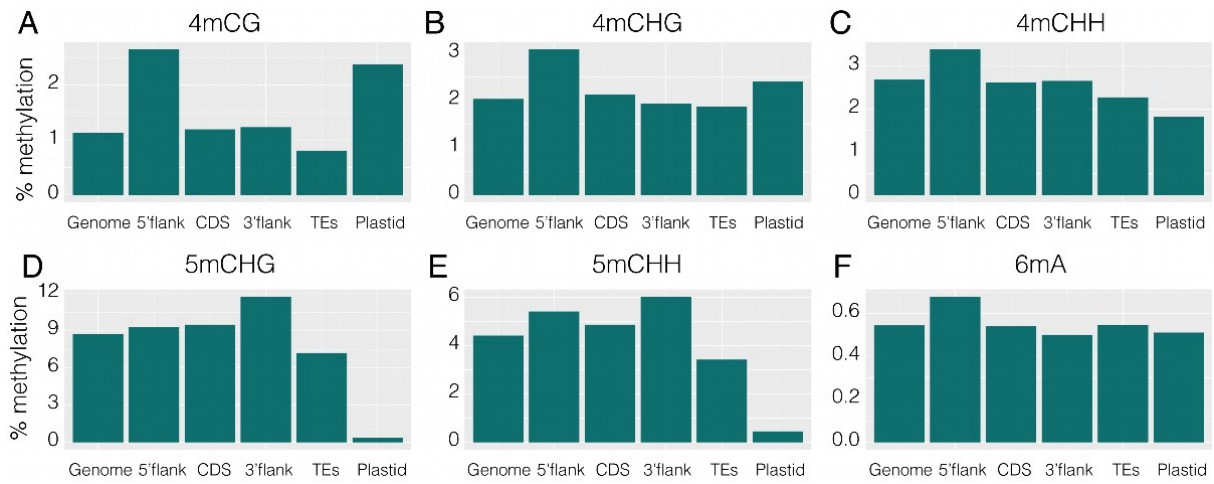 A 4mCG
B 4mCHG
C 4mCHH
% methylation
2
1
0
3
2
1
0
3
2
1
0
Genome 5'flank CDS 3'flank TEs Plastid
Genome 5'flank CDS 3'flank TEs Plastid
Genome 5'flank CDS 3'flank TEs Plastid
D 5mCHG
E 5mCHH
F 6mA
% methylation
12
9
6
3
0
6
4
2
0
0.6
0.4
0.2
0.0
Genome 5'flank CDS 3'flank TEs Plastid
Genome 5'flank CDS 3'flank TEs Plastid
Genome 5'flank CDS 3'flank TEs Plastid